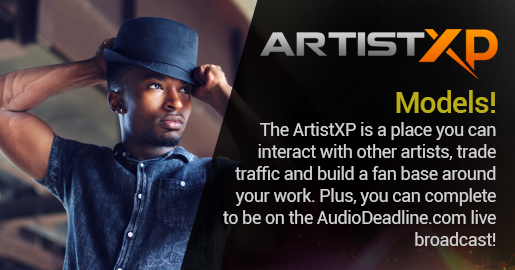 ARTISTXP
Models!
The ArtistXP is a place you can
interact with other artists, trade
traffic and build a fan base around
your work. Plus, you can complete
to be on the AudioDeadline.com live
broadcast!